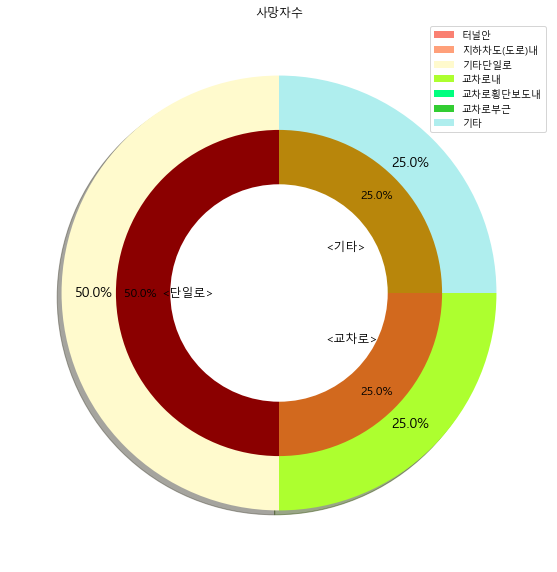 사망자수
터널안
지하차도(도로)내
기타단일로
교차로내
교차로횡단보도내
교차로부근
기타
25.0%
25.0%
<기타>
50.0%
50.0%
<단일로>
<교차로>
25.0%
25.0%